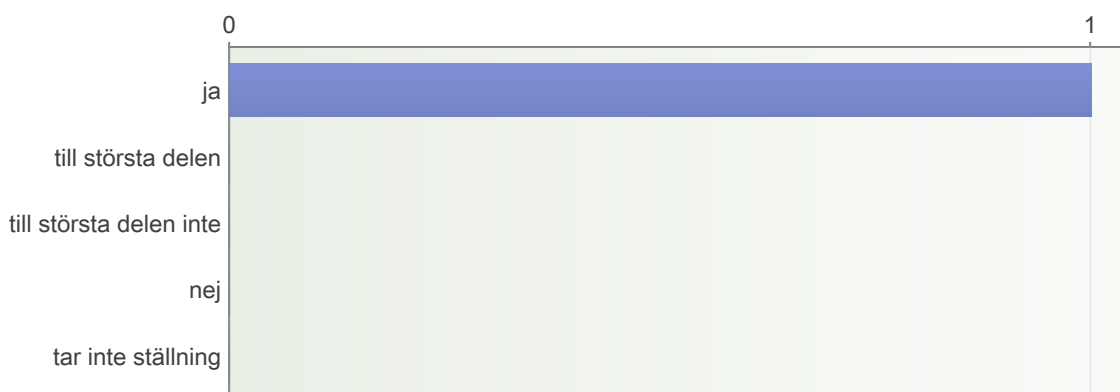 0 1
ja
till största delen
till största delen inte
nej
tar inte ställning